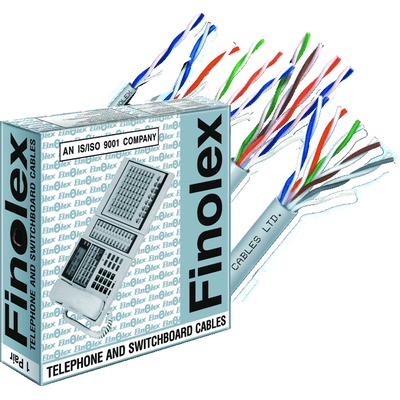 AN IS/ISO 9001 COMPANY
Finolex
TELEPHONE AND SWITCHBOARD CABLES
Finolex
TELEPHONE AND SWITCHBOARD CABLES
1 Pair
FINOLEX
CABLES LTD.